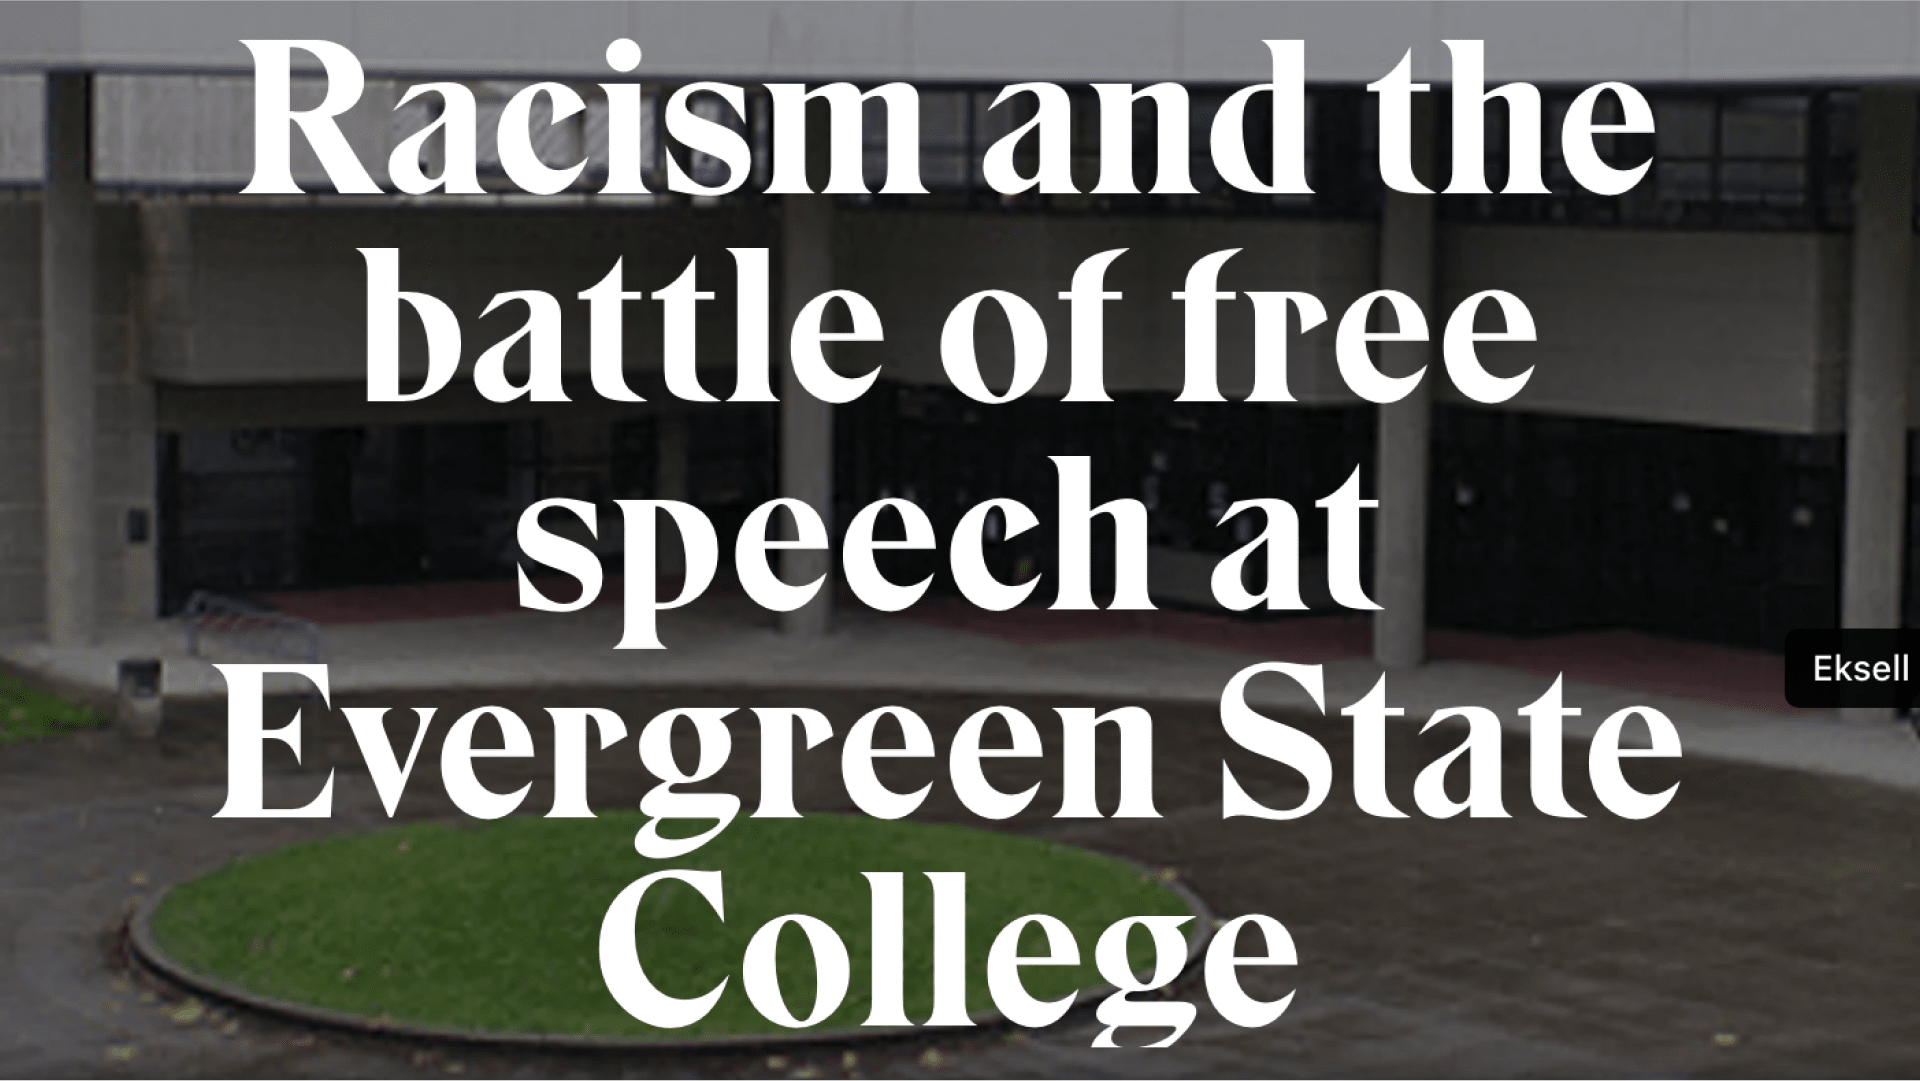 Racism and the
battle of free
speech at
Evergreen State
College
Eksell